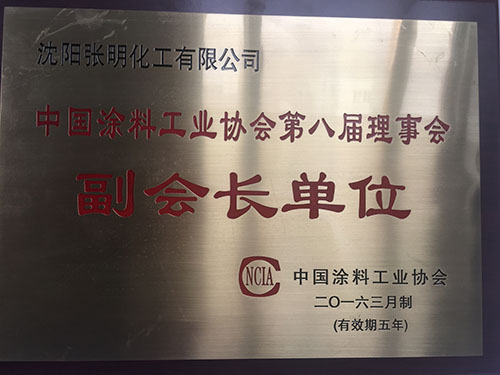 沈阳张明化工有限公司
中国涂料工业协会第八届理事会
副会长单位
NCIA 中国涂料工业协会
二〇一六三月制
(有效期五年)